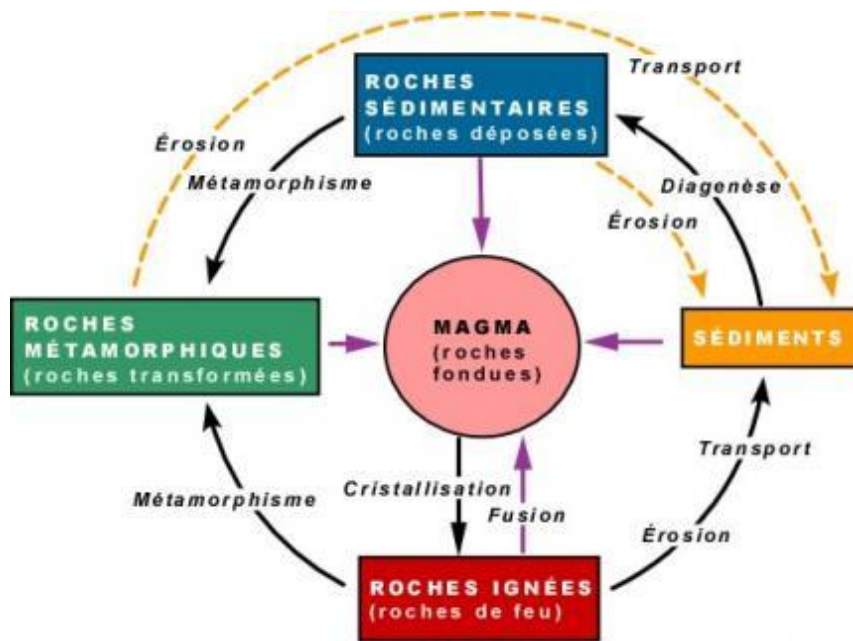 ROCHES
SÉDIMENTAIRES
(roches déposées)
Transport
Érosion
Métamorphisme
Diagenèse
Érosion
ROCHES
MÉTAMORPHIQUES
(roches transformées)
MAGMA
(roches
fondues)
SÉDIMENTS
Transport
Métamorphisme
Cristallisation
Fusion
Érosion
ROCHES IGNÉES
(roches de feu)